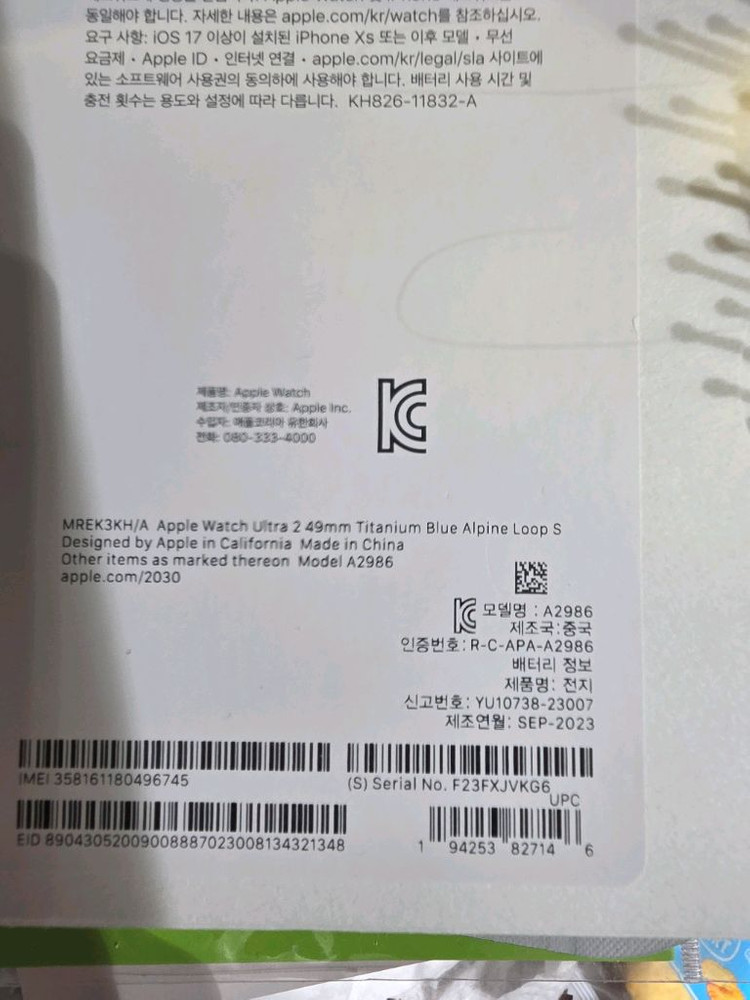 동일해야 합니다. 자세한 내용은 apple.com/kr/watch를 참조하십시오.
요구 사항: iOS 17 이상이 설치된 iPhone Xs 또는 이후 모델 • 무선
요금제 • Apple ID • 인터넷 연결 • apple.com/kr/legal/sla 사이트에
있는 소프트웨어 사용권의 동의하에 사용해야 합니다. 배터리 사용 시간 및
충전 횟수는 용도와 설정에 따라 다릅니다. KH826-11832-A
제품명: Apple Watch
제조자/인증자 상호: Apple Inc.
수입자: 애플코리아 유한회사
전화: 080-333-4000
MREK3KH/A Apple Watch Ultra 2 49mm Titanium Blue Alpine Loop S
Designed by Apple in California Made in China
Other items as marked thereon Model A2986
apple.com/2030
모델명 : A2986
제조국:중국
인증번호: R-C-APA-A2986
배터리 정보
제품명: 전지
신고번호: YU10738-23007
제조연월: SEP-2023
IMEI 358161180496745
(S) Serial No. F23FXJVKG6
UPC
EID 89043052009008887023008134321348
1 94253 82714 6